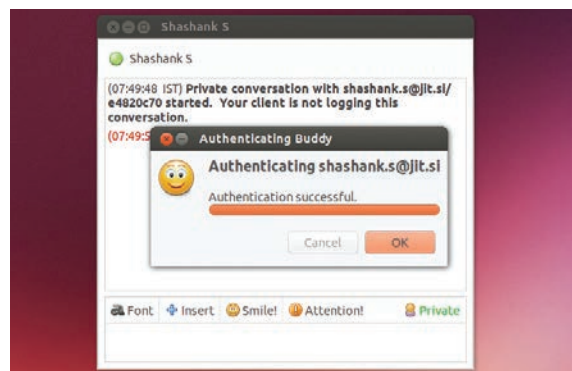 Shashank S
Shashank S
(07:49:48 IST) Private conversation with shashank.s@jit.si/
e4820c70 started. Your client is not logging this
conversation.
(07:49:5
Authenticating Buddy
Authenticating shashank.s@jit.si
Authentication successful.
Cancel OK
Font Insert Smile! Attention! Private